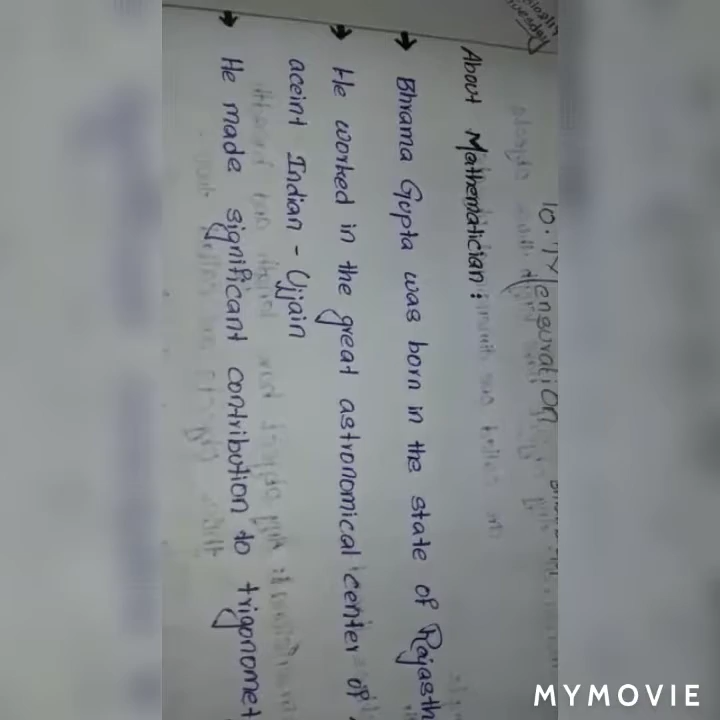 10. Mensuration
About Mathematician:
→ Bhrama Gupta was born in the state of Rajasth
→ He worked in the great astronomical center of
aceint Indian - Ujjain
→ He made significant contribution to trigonomet
MYMOVIE